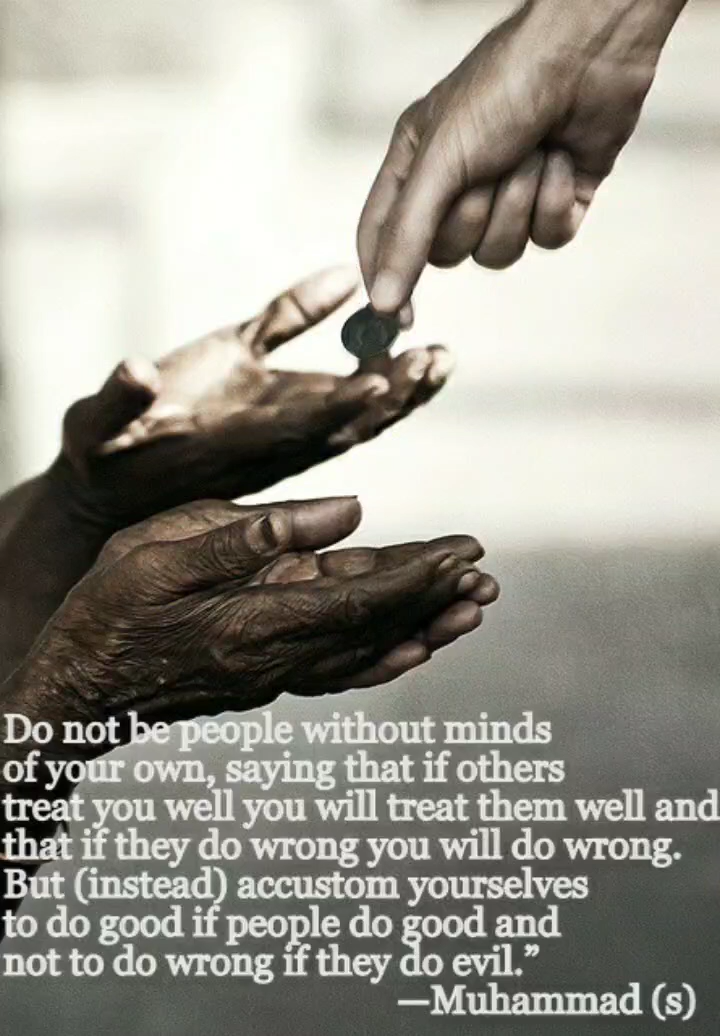 Do not be people without minds
of your own, saying that if others
treat you well you will treat them well and
that if they do wrong you will do wrong.
But (instead) accustom yourselves
to do good if people do good and
not to do wrong if they do evil.”
—Muhammad (s)